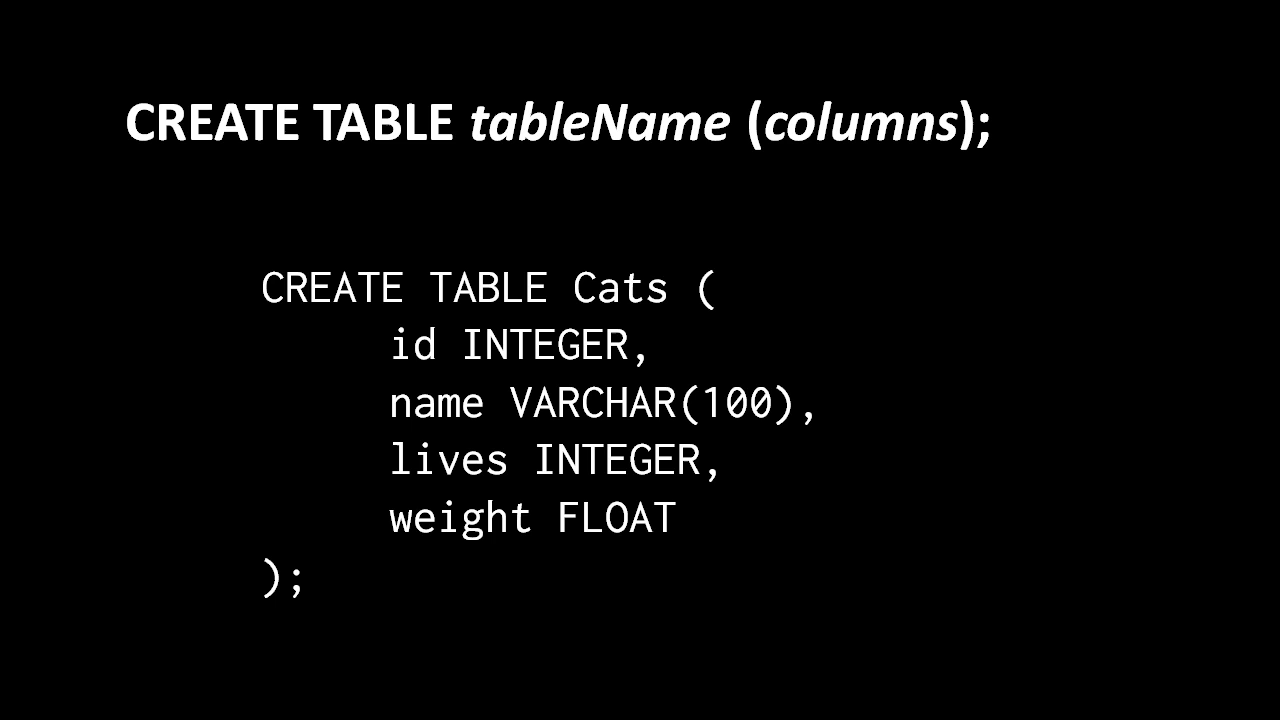 CREATE TABLE tableName (columns);
CREATE TABLE Cats (
id INTEGER,
name VARCHAR(100),
lives INTEGER,
weight FLOAT
);